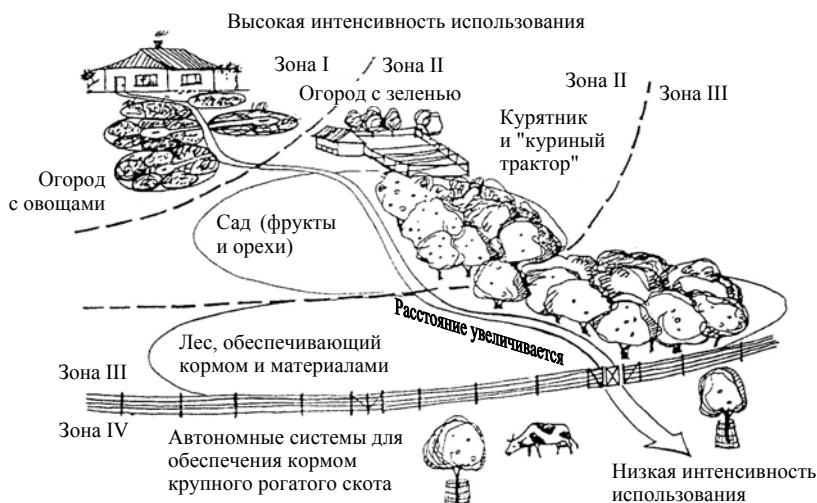 Высокая интенсивность использования
Зона I
Зона II
Огород с зеленью
Зона II
Зона III
Курятник
и "куриный
трактор"
Огород
с овощами
Сад (фрукты
и орехи)
Расстояние увеличивается
Лес, обеспечивающий
кормом и материалами
Зона III
Зона IV
Автономные системы для
обеспечения кормом
крупного рогатого скота
Низкая интенсивность
использования